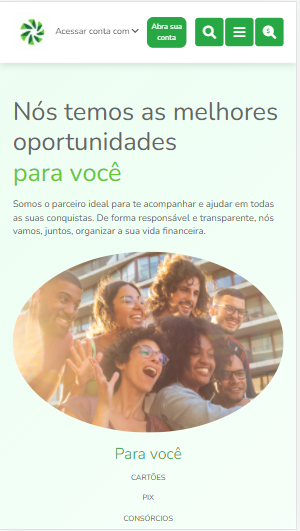 Acessar conta com
Abra sua
conta
Nós temos as melhores
oportunidades
para você
Somos o parceiro ideal para te acompanhar e ajudar em todas
as suas conquistas. De forma responsável e transparente, nós
vamos, juntos, organizar a sua vida financeira.
Para você
CARTÕES
PIX
CONSÓRCIOS